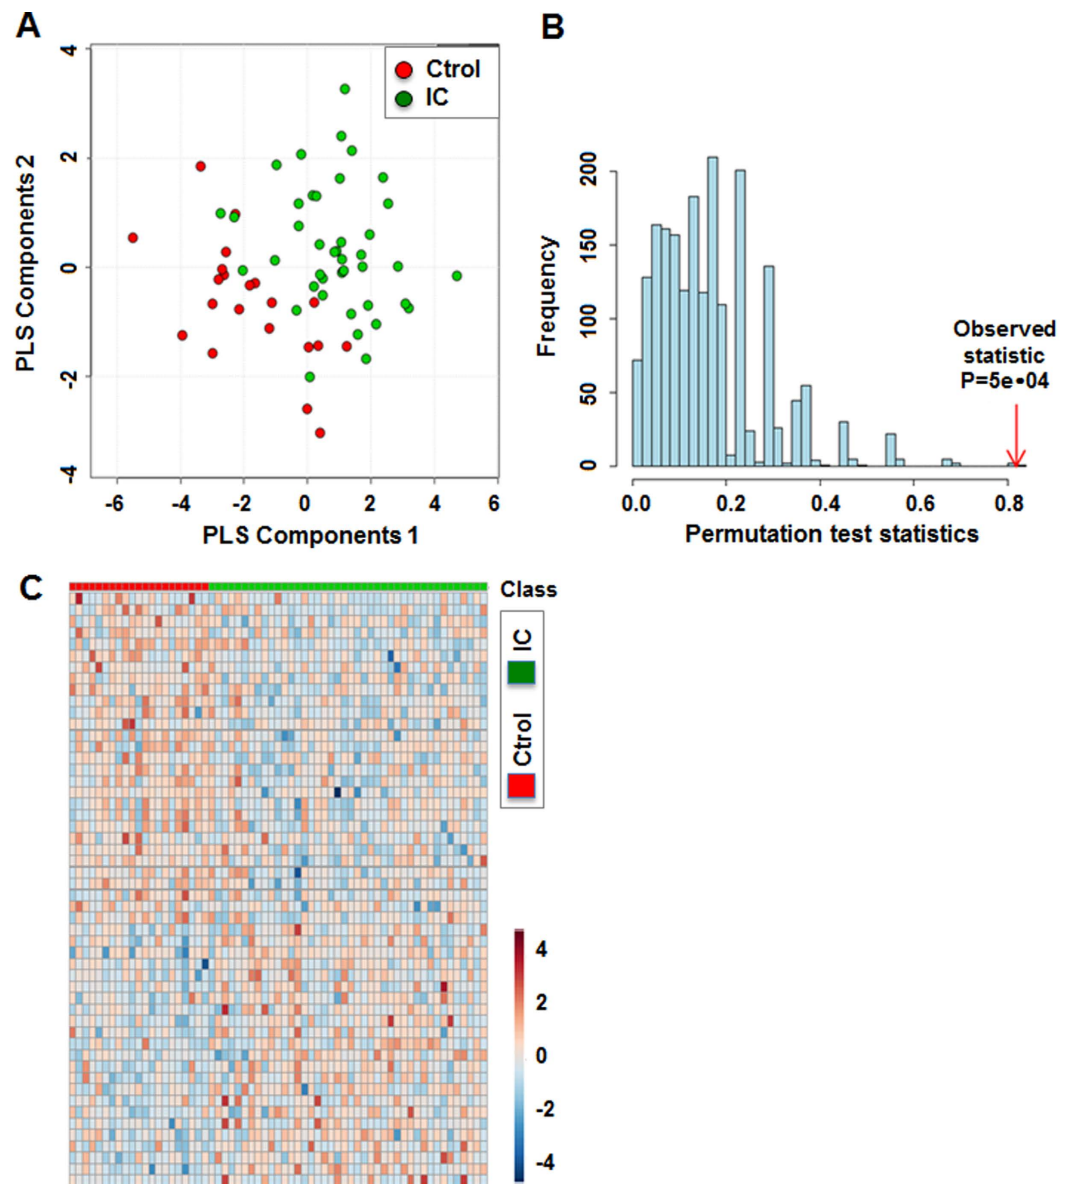 A
4
2
0
-2
-4
PLS Components 2
-6
-4
-2
0
2
4
6
PLS Components 1
Ctrol
IC
B
200
150
100
50
0
Frequency
Observed
statistic
P=5e•04
0.0
0.2
0.4
0.6
0.8
Permutation test statistics
C
Class
IC
Ctrol
4
2
0
-2
-4